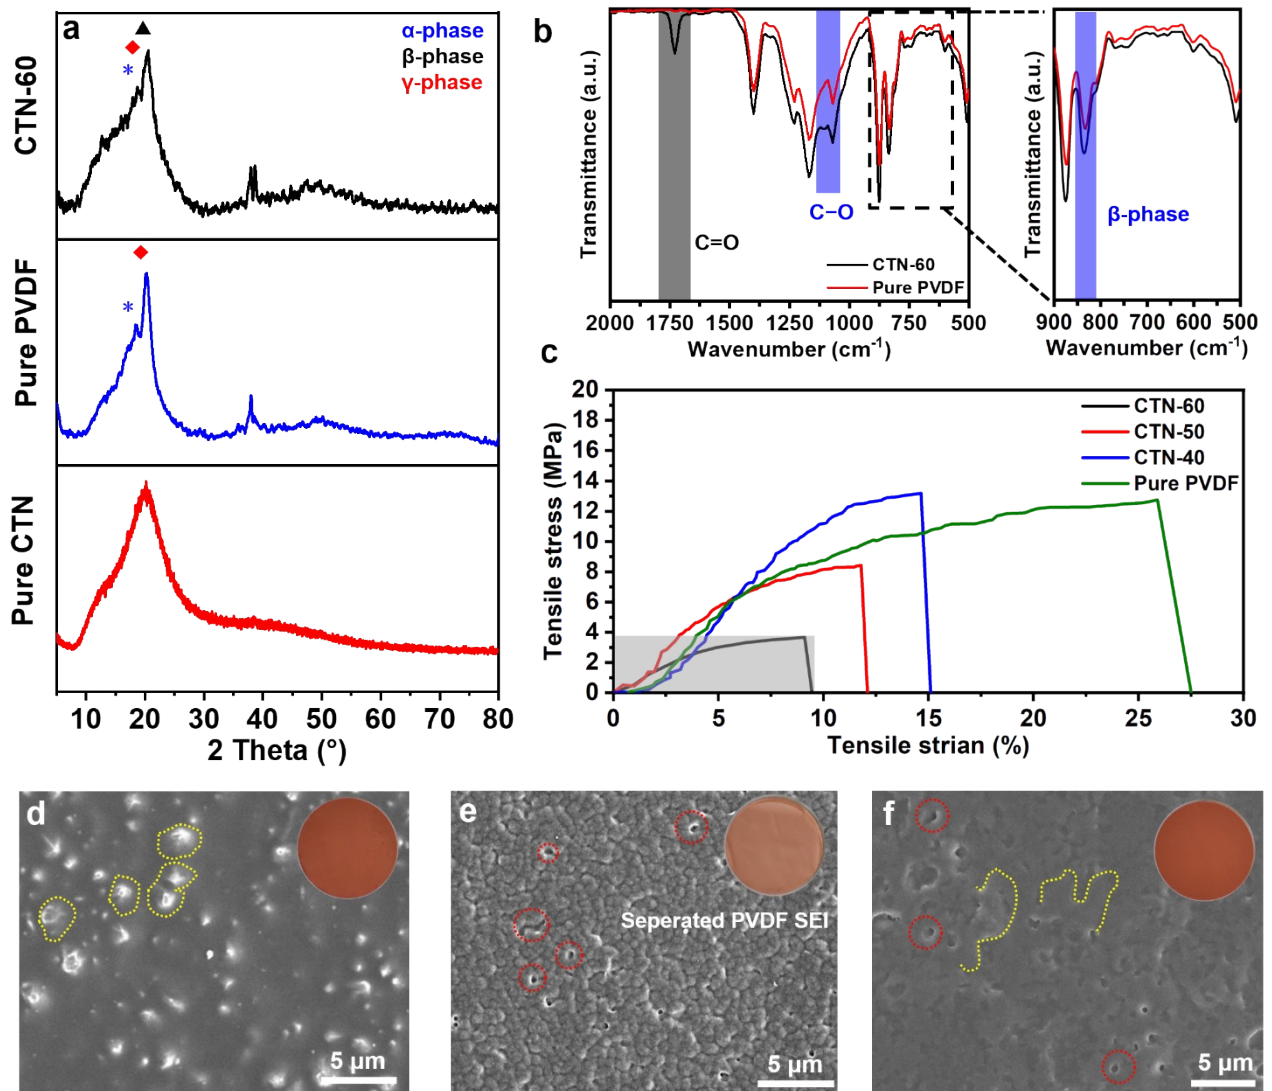 a
α-phase
β-phase
γ-phase
*
*
CTN-60
Pure PVDF
Pure CTN
10 20 30 40 50 60 70 80
2 Theta (°)
b
Transmittance (a.u.)
C=O
C−O
CTN-60
Pure PVDF
2000 1750 1500 1250 1000 750 500
Wavenumber (cm⁻¹)
Transmittance (a.u.)
β-phase
900 800 700 600 500
Wavenumber (cm⁻¹)
c
Tensile stress (MPa)
20
18
16
14
12
10
8
6
4
2
0
CTN-60
CTN-50
CTN-40
Pure PVDF
0 5 10 15 20 25 30
Tensile strian (%)
d
5 µm
e
Seperated PVDF SEI
5 µm
f
5 µm